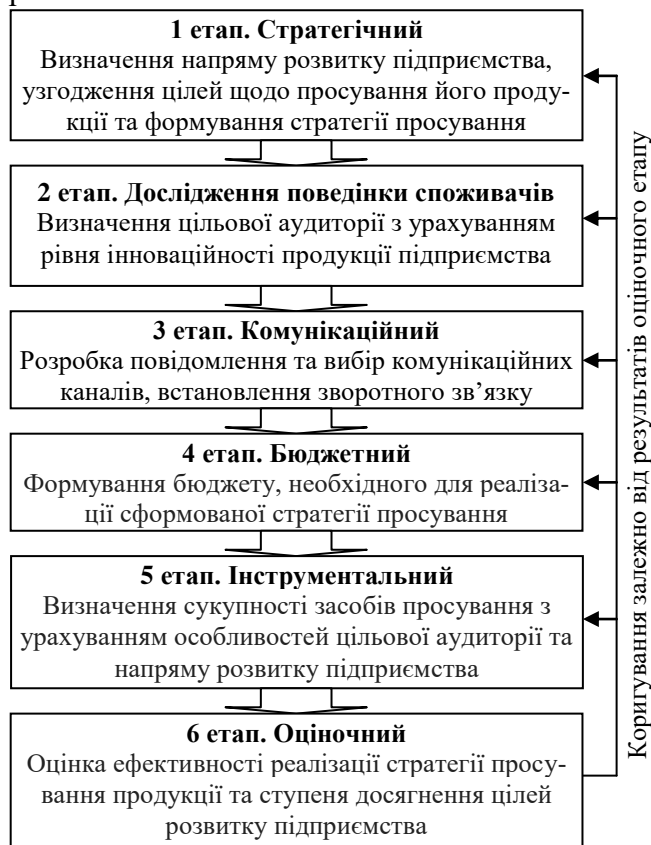 1 етап. Стратегічний
Визначення напряму розвитку підприємства,
узгодження цілей щодо просування його проду-
кції та формування стратегії просування
2 етап. Дослідження поведінки споживачів
Визначення цільової аудиторії з урахуванням
рівня інноваційності продукції підприємства
3 етап. Комунікаційний
Розробка повідомлення та вибір комунікаційних
каналів, встановлення зворотного зв’язку
4 етап. Бюджетний
Формування бюджету, необхідного для реаліза-
ції сформованої стратегії просування
5 етап. Інструментальний
Визначення сукупності засобів просування з
урахуванням особливостей цільової аудиторії та
напряму розвитку підприємства
6 етап. Оціночний
Оцінка ефективності реалізації стратегії просу-
вання продукції та ступеня досягнення цілей
розвитку підприємства
Коригування залежно від результатів оціночного етапу